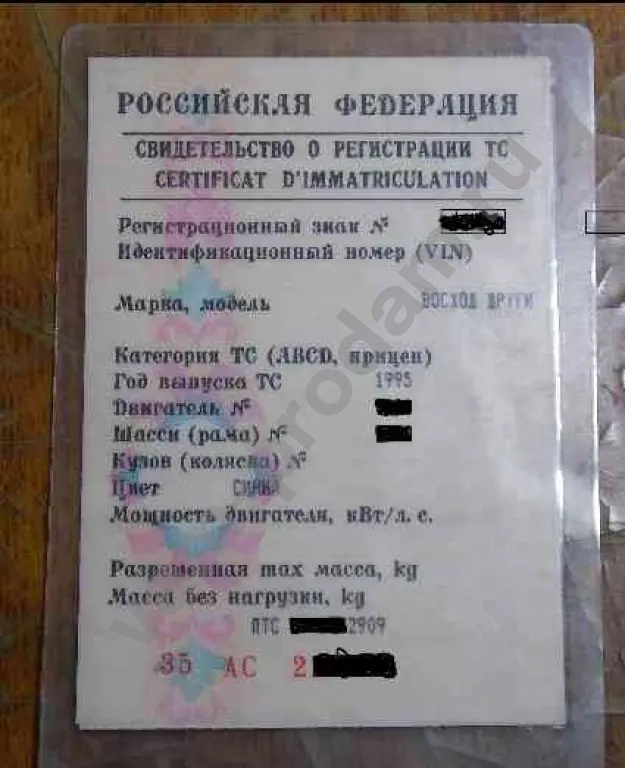 РОССИЙСКАЯ ФЕДЕРАЦИЯ
СВИДЕТЕЛЬСТВО О РЕГИСТРАЦИИ ТС
CERTIFICAT D'IMMATRICULATION
Регистрационный знак №
Идентификационный номер (VIN)
Марка, модель ВОСХОД ДРУГИ
Категория ТС (ABCD, прицеп)
Год выпуска ТС 1995
Двигатель №
Шасси (рама) №
Кузов (коляска) №
Цвет
Мощность двигателя, кВт/л. с.
Разрешенная max масса, kg
Масса без нагрузки, kg
ПТС 2909
35 АС 2